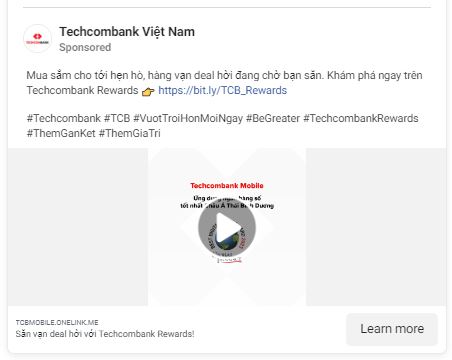 Techcombank Việt Nam
Sponsored
Mua sắm cho tới hẹn hò, hàng vạn deal hời đang chờ bạn săn. Khám phá ngay trên
Techcombank Rewards 👉 https://bit.ly/TCB_Rewards
#Techcombank #TCB #VuotTroiHonMoiNgay #BeGreater #TechcombankRewards
#ThemGanKet #ThemGiaTri
Techcombank Mobile
Ứng dụng ngân hàng số
tốt nhất Châu Á Thái Bình Dương
TCBMOBILE.ONELINK.ME
Săn vạn deal hời với Techcombank Rewards!
Learn more